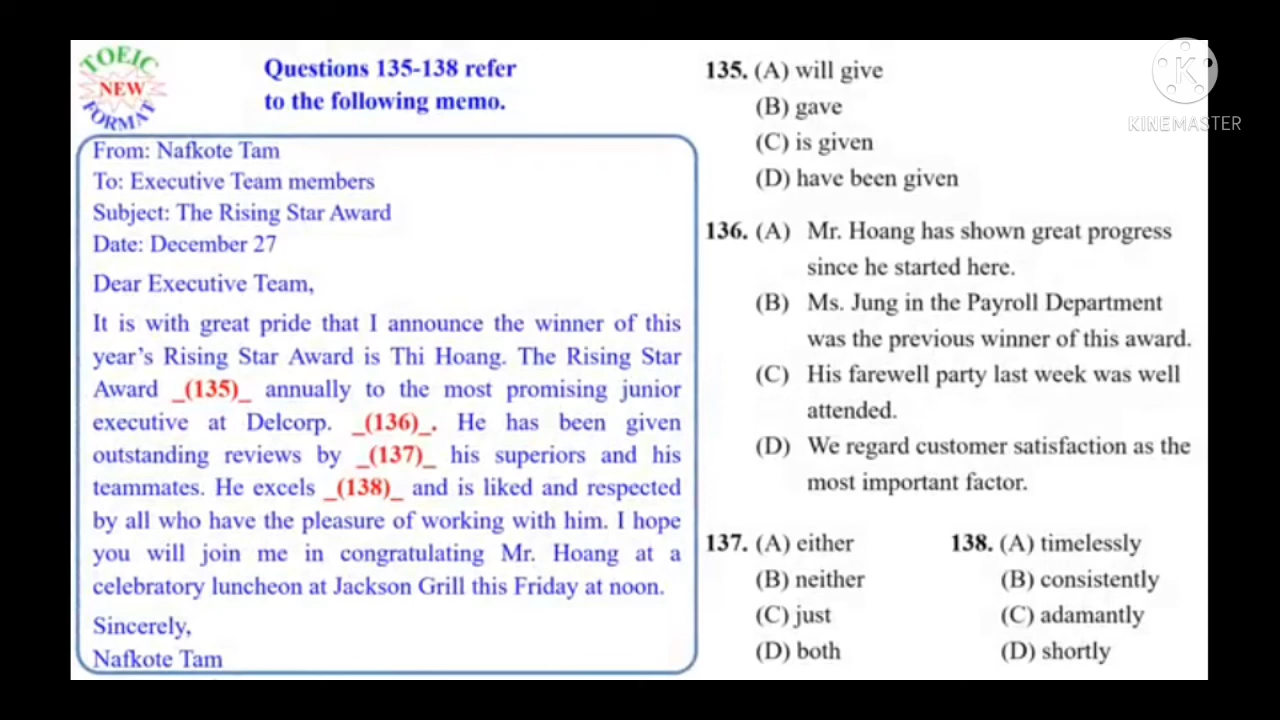 TOEIC
NEW
FORMAT
Questions 135-138 refer
to the following memo.
From: Nafkote Tam
To: Executive Team members
Subject: The Rising Star Award
Date: December 27
Dear Executive Team,
It is with great pride that I announce the winner of this
year's Rising Star Award is Thi Hoang. The Rising Star
Award _(135)_ annually to the most promising junior
executive at Delcorp. _(136)_. He has been given
outstanding reviews by _(137)_ his superiors and his
teammates. He excels _(138)_ and is liked and respected
by all who have the pleasure of working with him. I hope
you will join me in congratulating Mr. Hoang at a
celebratory luncheon at Jackson Grill this Friday at noon.
Sincerely,
Nafkote Tam
135. (A) will give
(B) gave
(C) is given
(D) have been given
136. (A) Mr. Hoang has shown great progress
since he started here.
(B) Ms. Jung in the Payroll Department
was the previous winner of this award.
(C) His farewell party last week was well
attended.
(D) We regard customer satisfaction as the
most important factor.
137. (A) either
(B) neither
(C) just
(D) both
138. (A) timelessly
(B) consistently
(C) adamantly
(D) shortly
K
KINEMASTER